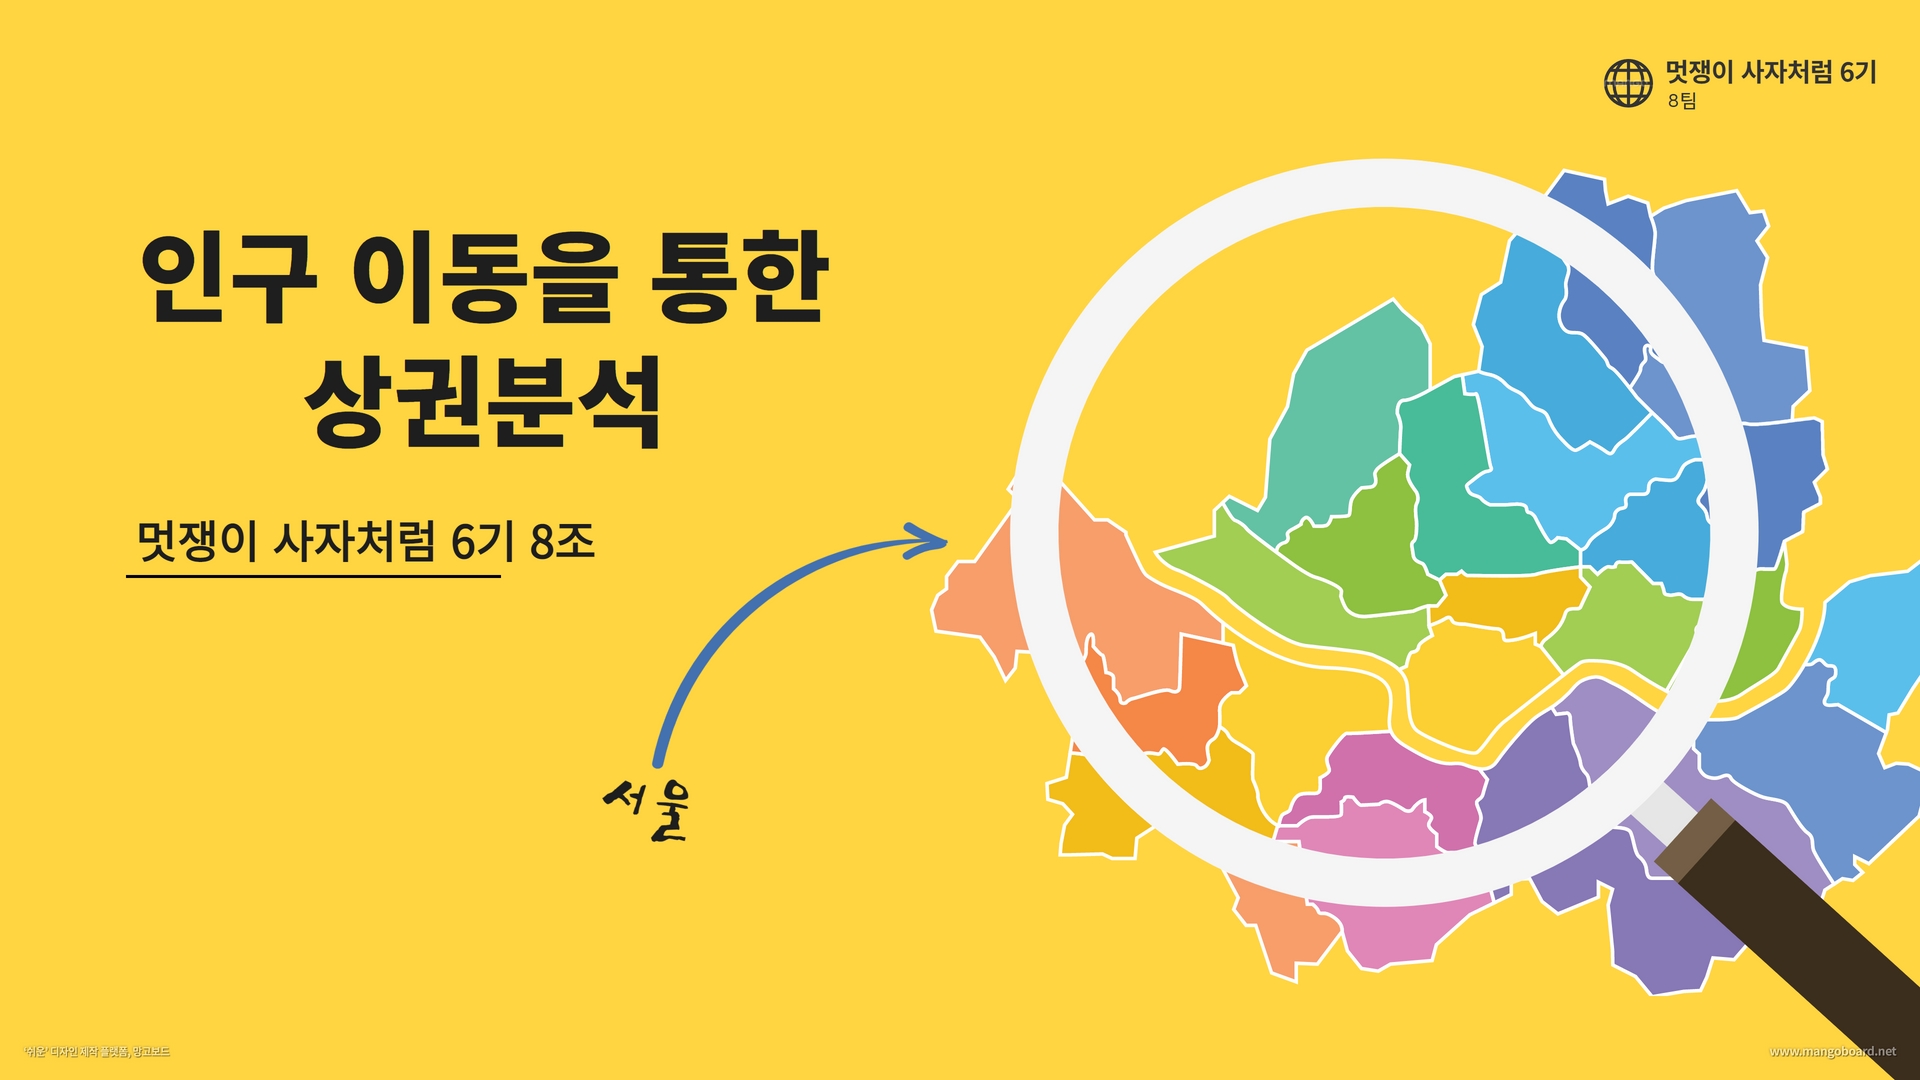 멋쟁이 사자처럼 6기
8팀
인구 이동을 통한
상권분석
멋쟁이 사자처럼 6기 8조
서울
'쉬운' 디자인 제작 플랫폼, 망고보드
www.mangoboard.net